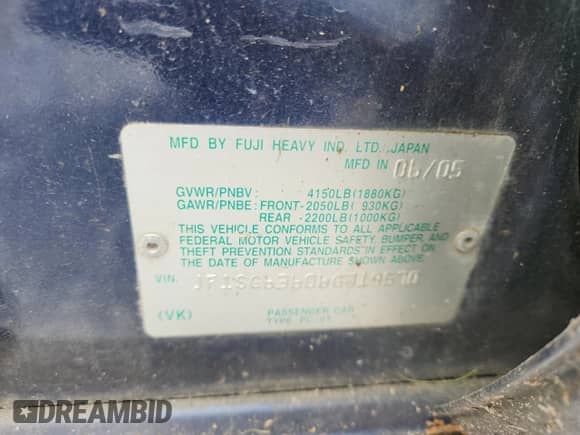 MFD BY FUJI HEAVY IND. LTD. JAPAN
MFD IN 06/05
GVWR/PNBV: 4150LB(1880KG)
GAWR/PNBE: FRONT-2050LB( 930KG)
REAR -2200LB(1000KG)
THIS VEHICLE CONFORMS TO ALL APPLICABLE
FEDERAL MOTOR VEHICLE SAFETY, BUMPER, AND
THEFT PREVENTION STANDARDS IN EFFECT ON
THE DATE OF MANUFACTURE SHOWN ABOVE.
VIN:
(VK) PASSENGER CAR
TYPE
DREAMBID